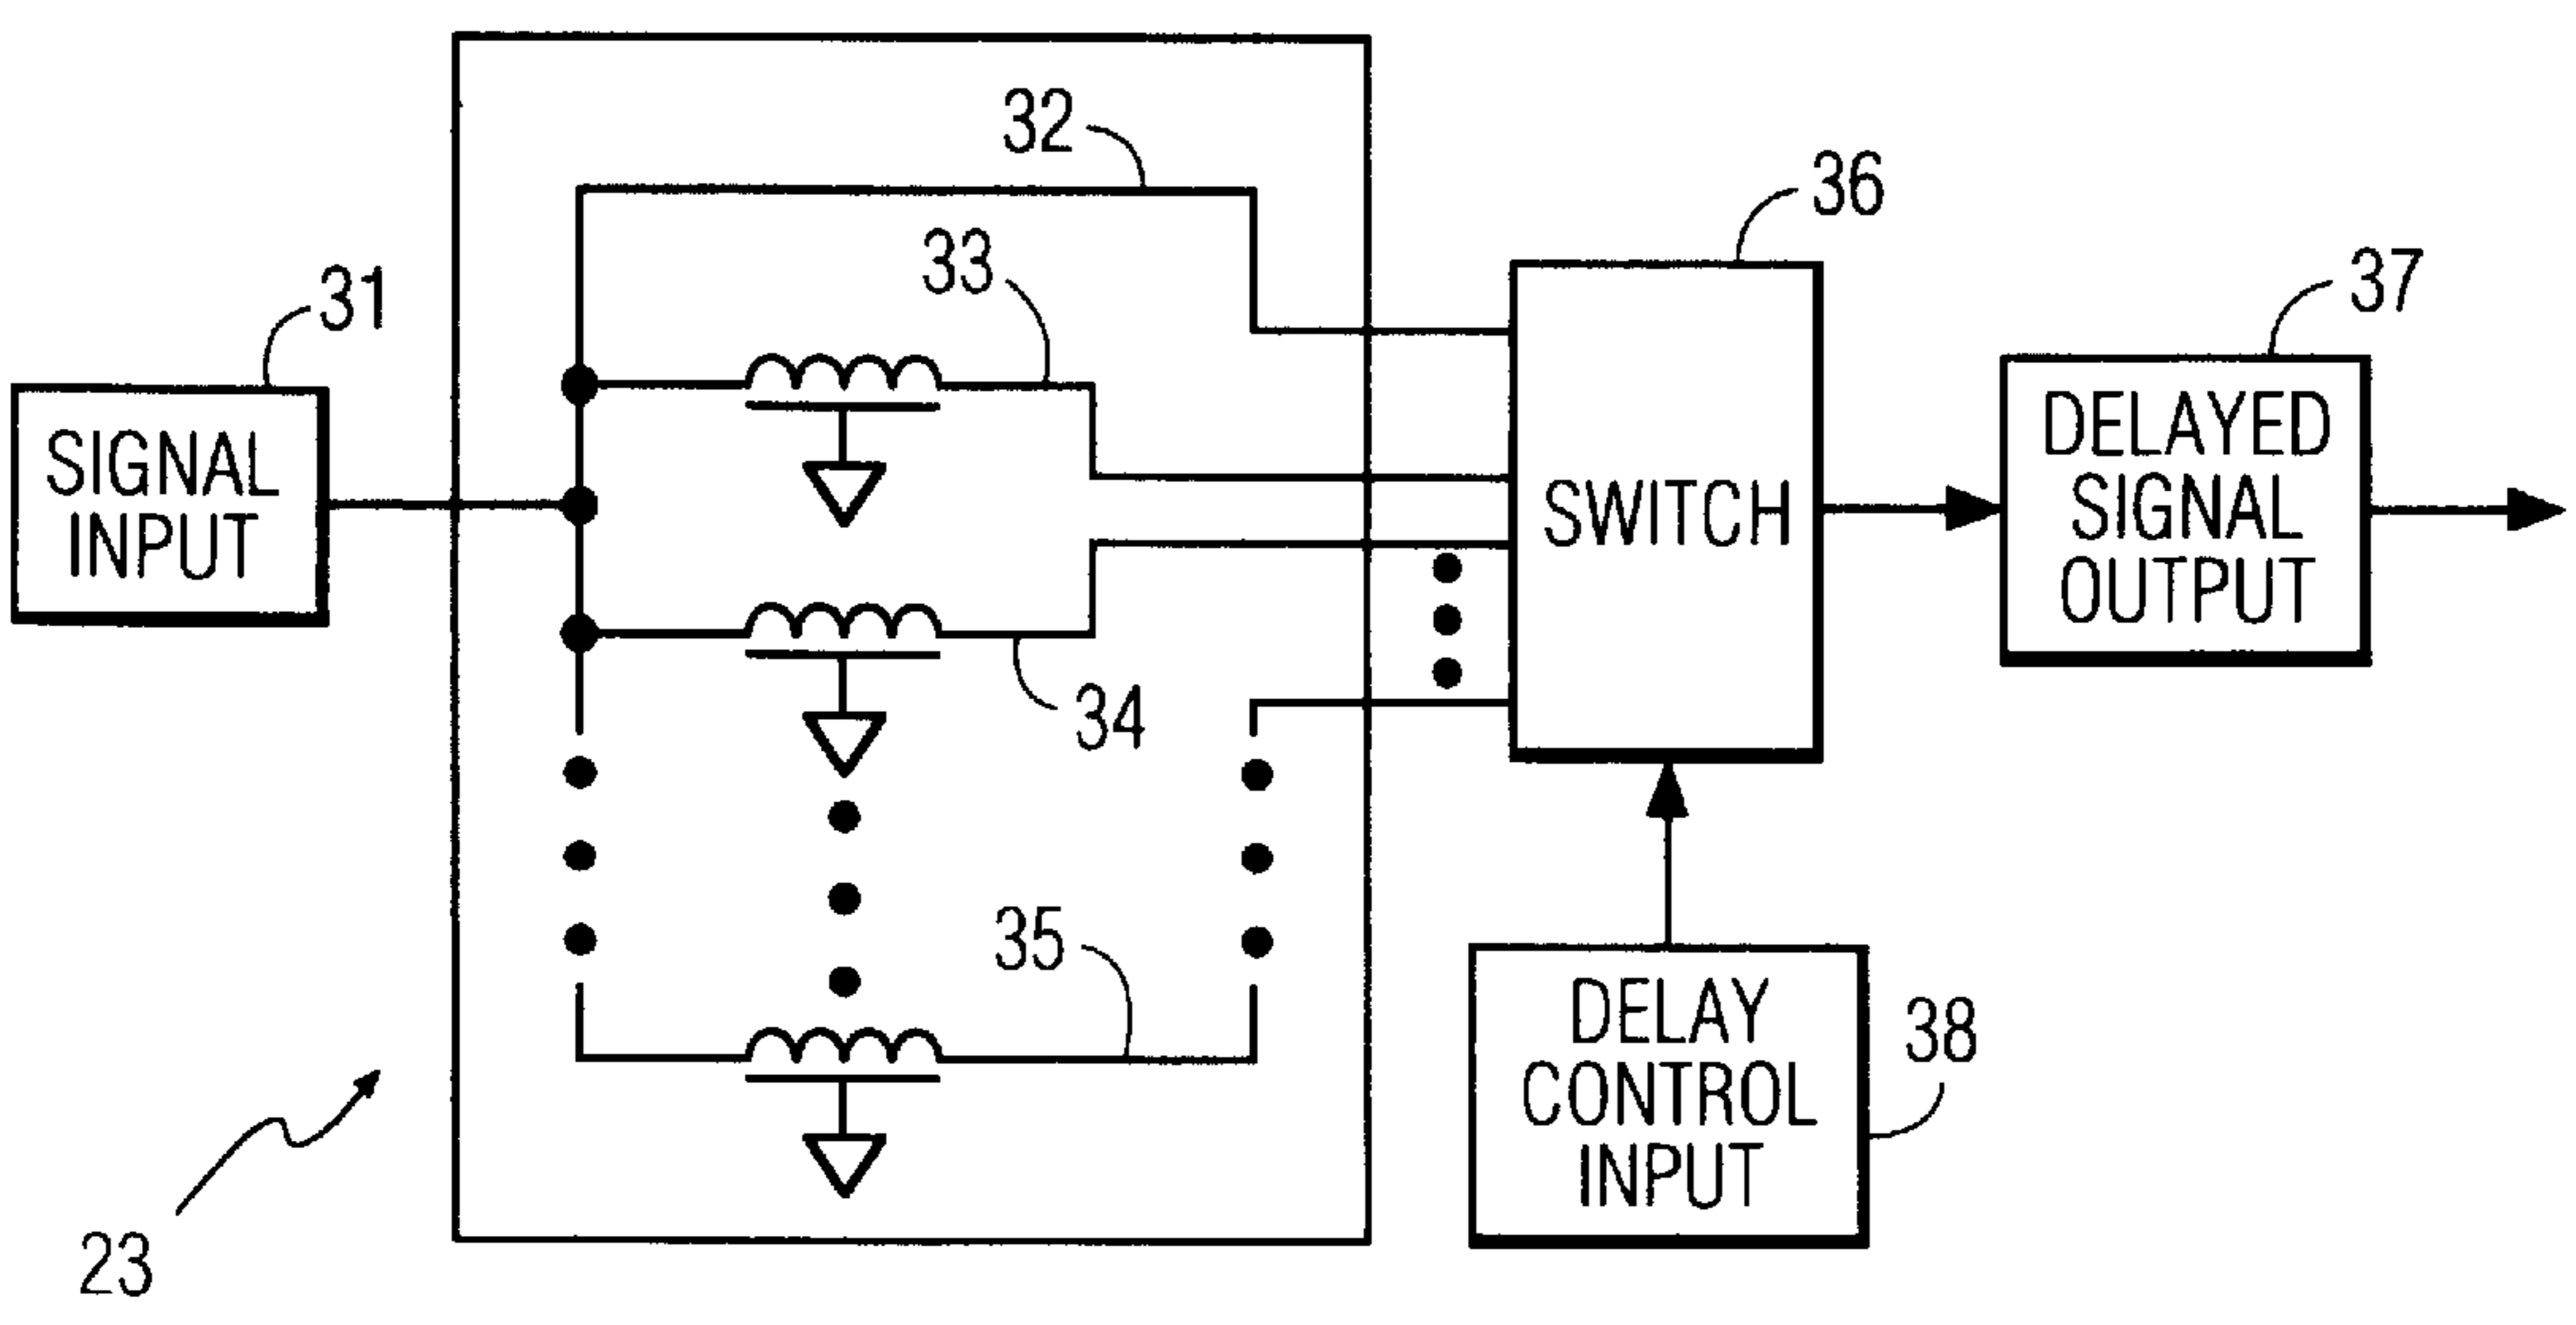 32
33
31
SIGNAL
INPUT
34
35
36
SWITCH
37
DELAYED
SIGNAL
OUTPUT
DELAY
CONTROL
INPUT
38
23